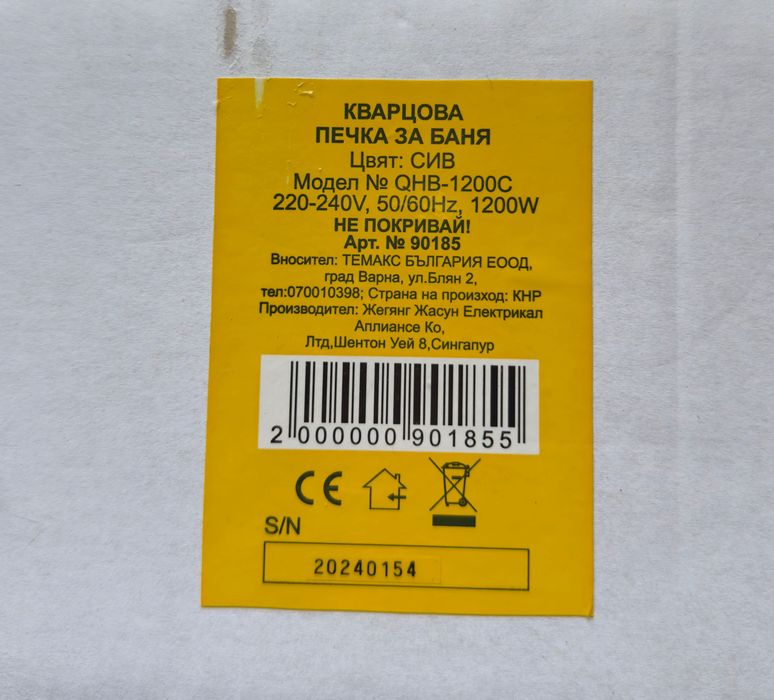 КВАРЦОВА
ПЕЧКА ЗА БАНЯ
Цвят: СИВ
Модел № QHB-1200C
220-240V, 50/60Hz, 1200W
НЕ ПОКРИВАЙ!
Арт. № 90185
Вносител: ТЕМАКС БЪЛГАРИЯ ЕООД,
град Варна, ул.Блян 2,
тел:070010398; Страна на произход: КНР
Производител: Жегянг Жасун Електрикал
Аплиансе Ко,
Лтд,Шентон Уей 8,Сингапур
2 000000 901855
CE
S/N
20240154